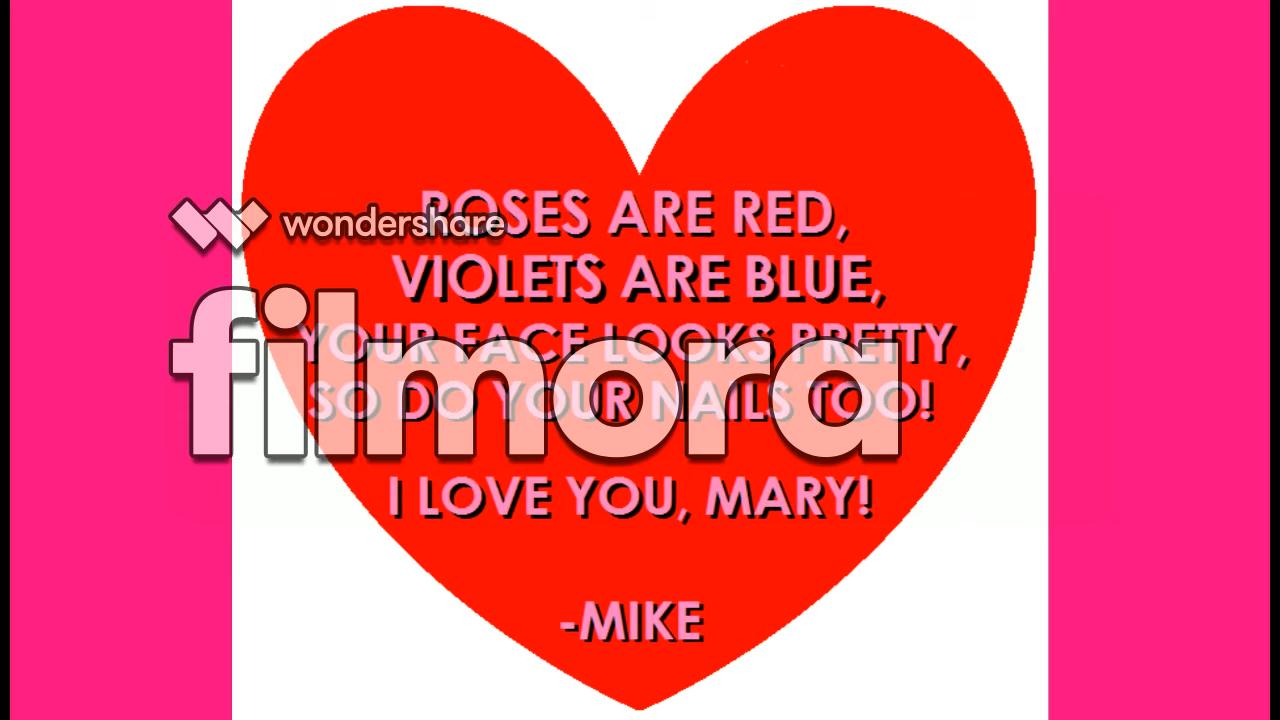 ROSES ARE RED,
wondershare
VIOLETS ARE BLUE,
filmora
YOUR FACE LOOKS PRETTY,
SO DO YOUR NAILS TOO!
I LOVE YOU, MARY!
-MIKE